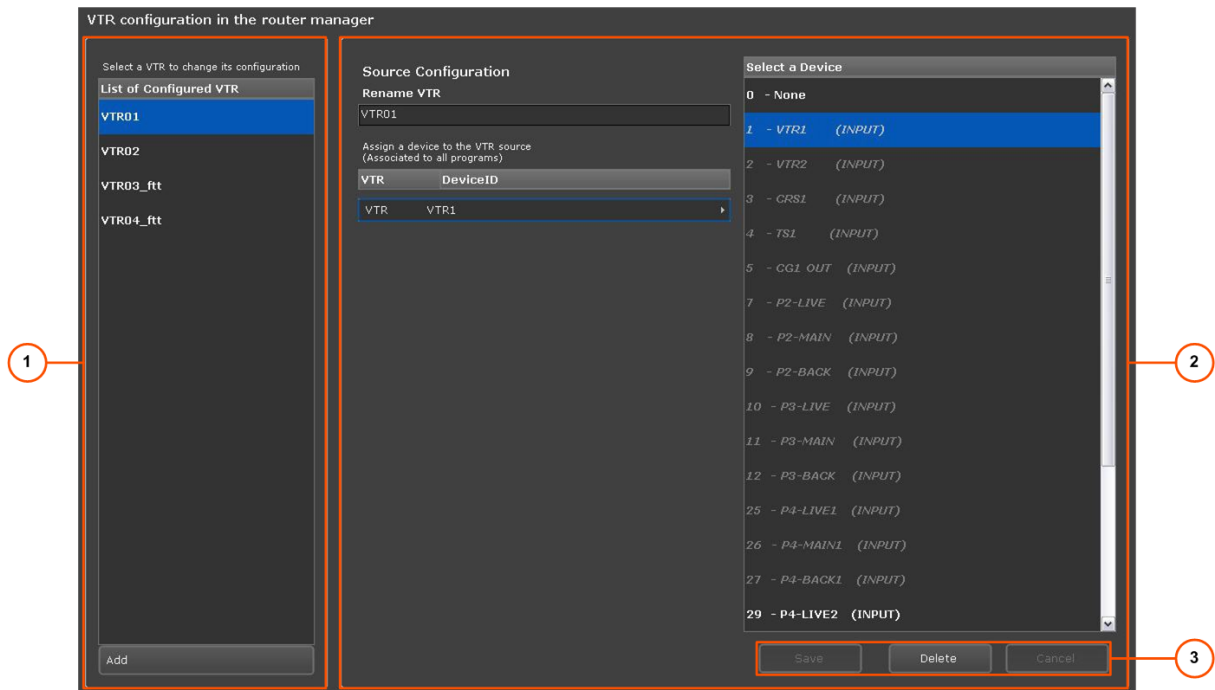 VTR configuration in the router manager
Select a VTR to change its configuration
List of Configured VTR
VTR01
VTR02
VTR03_ftt
VTR04_ftt
Add
1
Source Configuration
Rename VTR
VTR01
Assign a device to the VTR source
(Associated to all programs)
VTR DeviceID
VTR VTR1
Select a Device
0 - None
1 - VTR1 (INPUT)
2 - VTR2 (INPUT)
3 - CRS1 (INPUT)
4 - TS1 (INPUT)
5 - CG1 OUT (INPUT)
7 - P2-LIVE (INPUT)
8 - P2-MAIN (INPUT)
9 - P2-BACK (INPUT)
10 - P3-LIVE (INPUT)
11 - P3-MAIN (INPUT)
12 - P3-BACK (INPUT)
25 - P4-LIVE1 (INPUT)
26 - P4-MAIN1 (INPUT)
27 - P4-BACK1 (INPUT)
29 - P4-LIVE2 (INPUT)
2
Save Delete Cancel
3